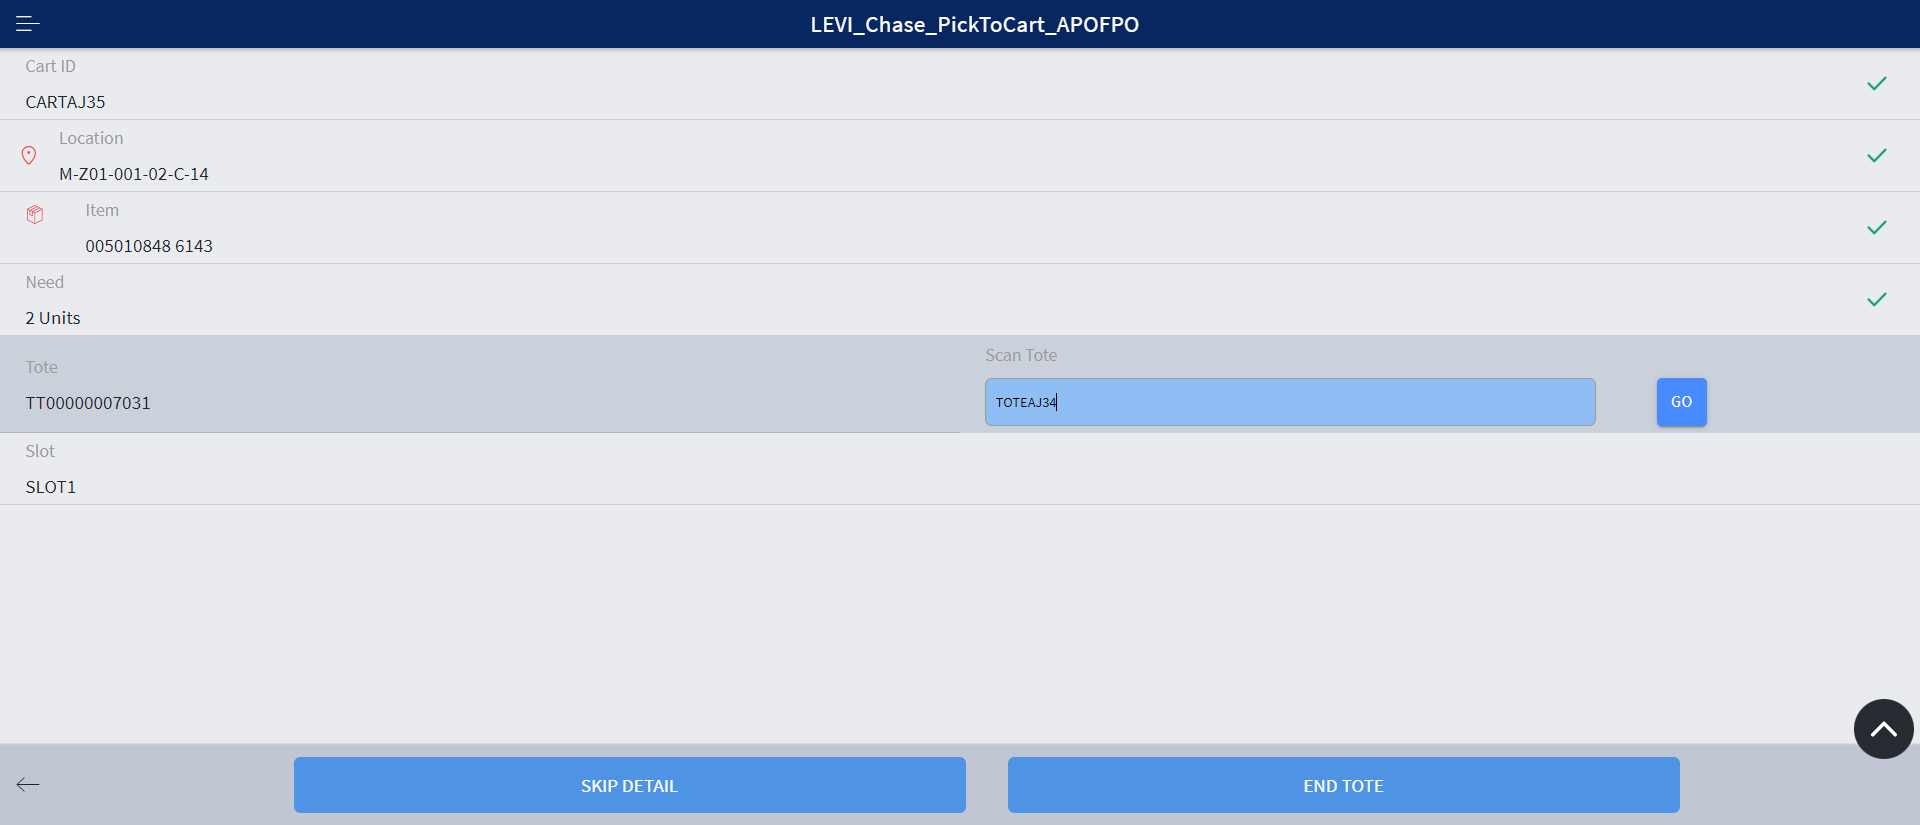 LEVI_Chase_PickToCart_APOFPO
Cart ID
CARTAJ35
Location
M-Z01-001-02-C-14
Item
005010848 6143
Need
2 Units
Tote
TT00000007031
Scan Tote
TOTEAJ34
GO
Slot
SLOT1
SKIP DETAIL
END TOTE